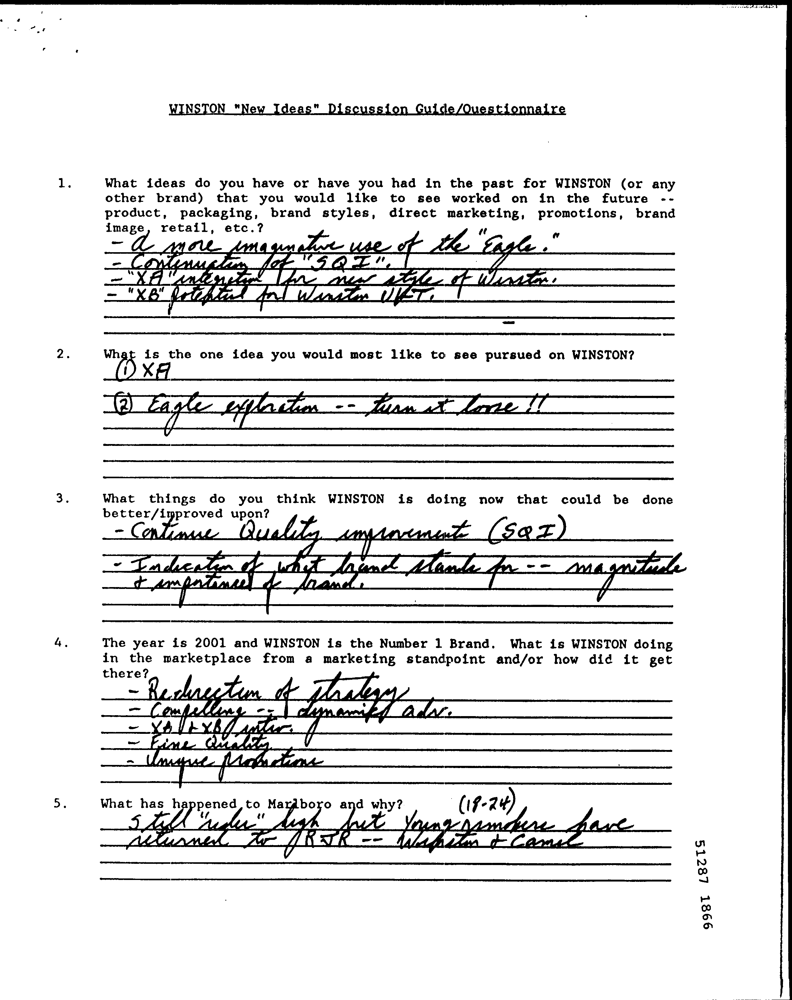 WINSTON "New Ideas" Discussion Guide/Questionnaire
1. What ideas do you have or have you had in the past for WINSTON (or any
other brand) that you would like to see worked on in the future --
product, packaging, brand styles, direct marketing, promotions, brand
image, retail, etc.?
- A more imaginative use of the "Eagle."
- Continuation of "SQI".
- "XA" integration for new style of Winston.
- "XB" potential for Winston
2. What is the one idea you would most like to see pursued on WINSTON?
(1) XA
(2) Eagle exploration -- turn it loose!!
3. What things do you think WINSTON is doing now that could be done
better/improved upon?
- Continue Quality improvement (SQI)
- Indication of what brand stands for -- magnitude
+ importance of brand.
4. The year is 2001 and WINSTON is the Number 1 Brand. What is WINSTON doing
in the marketplace from a marketing standpoint and/or how did it get
there?
- Redirection of strategy
- Compelling -- dynamic adv.
- XA + XB intro.
- Fine Quality
- Unique promotions
5. What has happened to Marlboro and why? (18-24)
Still "rides" high but young smokers have
returned to RJR -- Winston + Camel
51287 1866